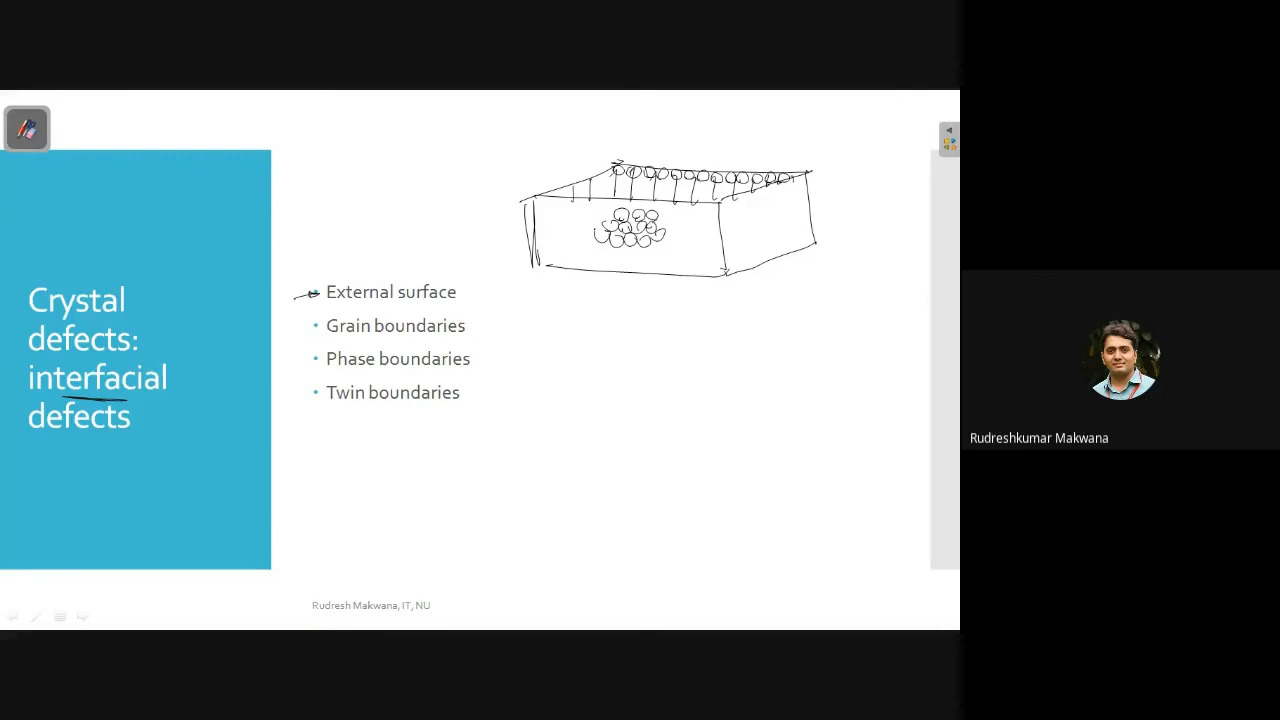 Crystal
defects:
interfacial
defects
External surface
Grain boundaries
Phase boundaries
Twin boundaries
Rudresh Makwana, IT, NU
Rudreshkumar Makwana